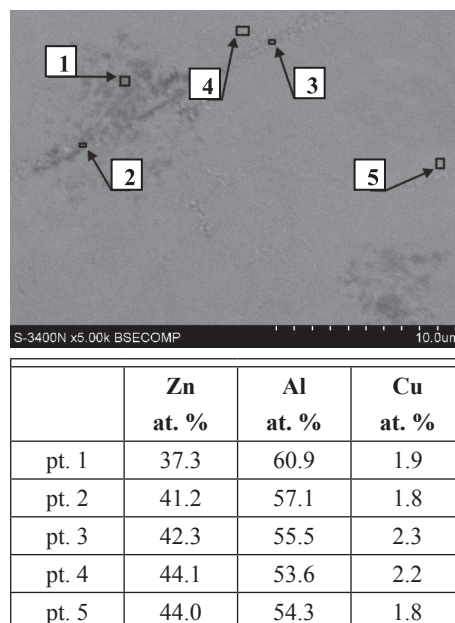 1
4
3
2
5
S-3400N x5.00k BSECOMP 10.0um
Zn Al Cu
at. % at. % at. %
pt. 1 37.3 60.9 1.9
pt. 2 41.2 57.1 1.8
pt. 3 42.3 55.5 2.3
pt. 4 44.1 53.6 2.2
pt. 5 44.0 54.3 1.8